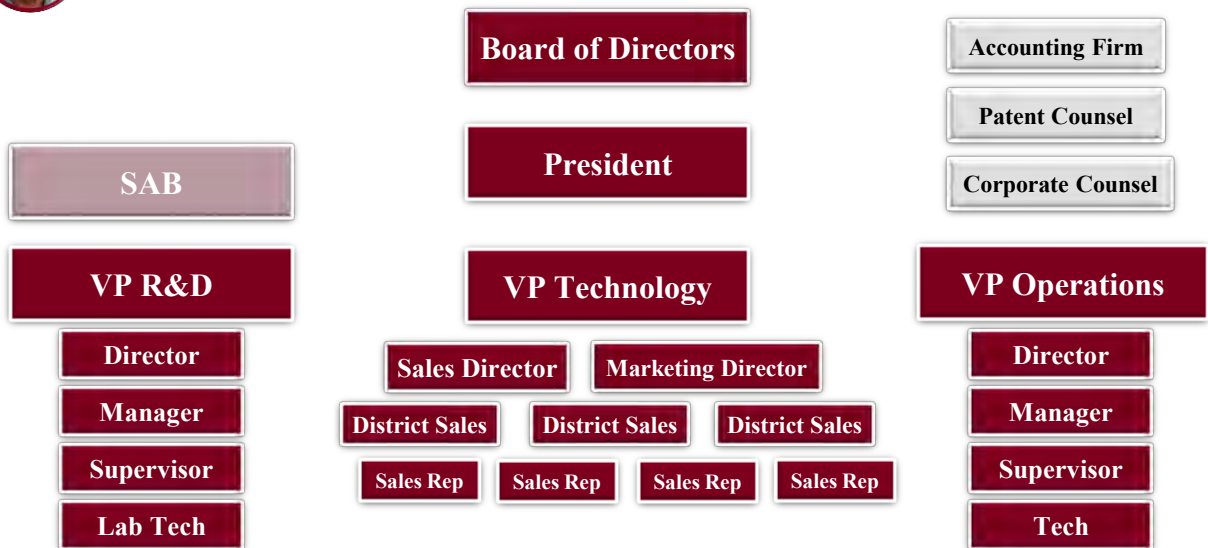 Board of Directors
Accounting Firm
Patent Counsel
President
SAB
Corporate Counsel
VP R&D
VP Technology
VP Operations
Director
Sales Director
Marketing Director
Director
Manager
District Sales
District Sales
District Sales
Manager
Supervisor
Sales Rep
Sales Rep
Sales Rep
Sales Rep
Supervisor
Lab Tech
Tech